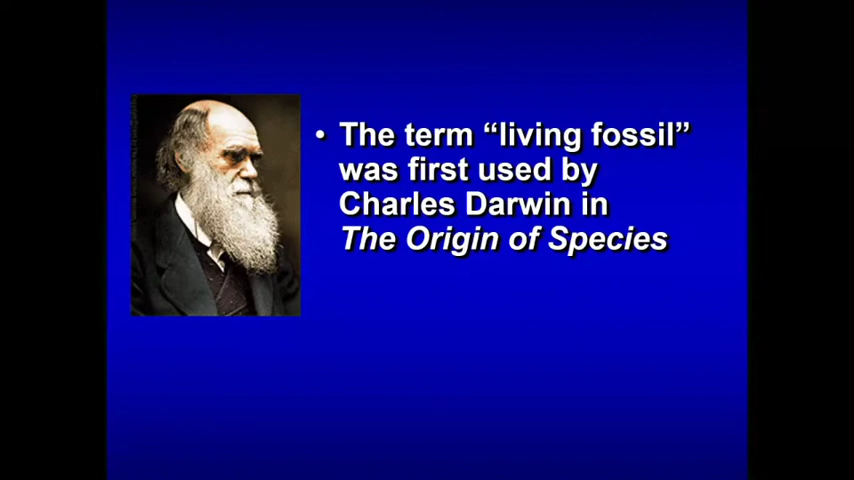 • The term “living fossil”
was first used by
Charles Darwin in
The Origin of Species